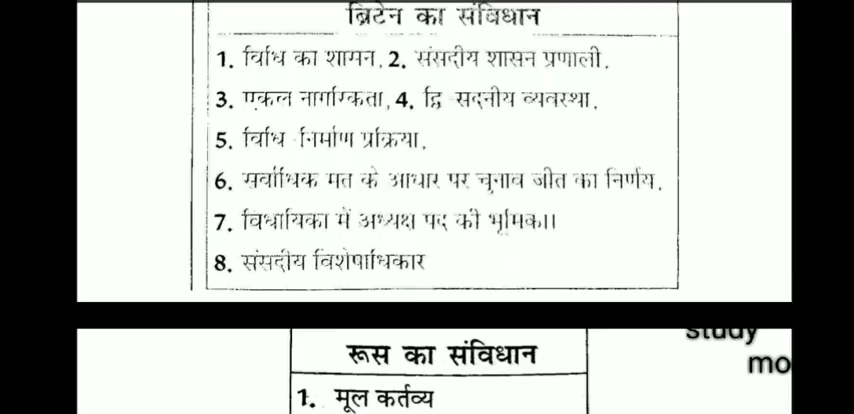 ब्रिटेन का संविधान
1. विधि का शासन, 2. संसदीय शासन प्रणाली.
3. एकल नागरिकता, 4. द्वि सदनीय व्यवस्था.
5. विधि निर्माण प्रक्रिया.
6. सर्वाधिक मत के आधार पर चुनाव जीत का निर्णय.
7. विधायिका में अध्यक्ष पद की भूमिका।
8. संसदीय विशेषाधिकार
study
mo
रूस का संविधान
1. मूल कर्तव्य